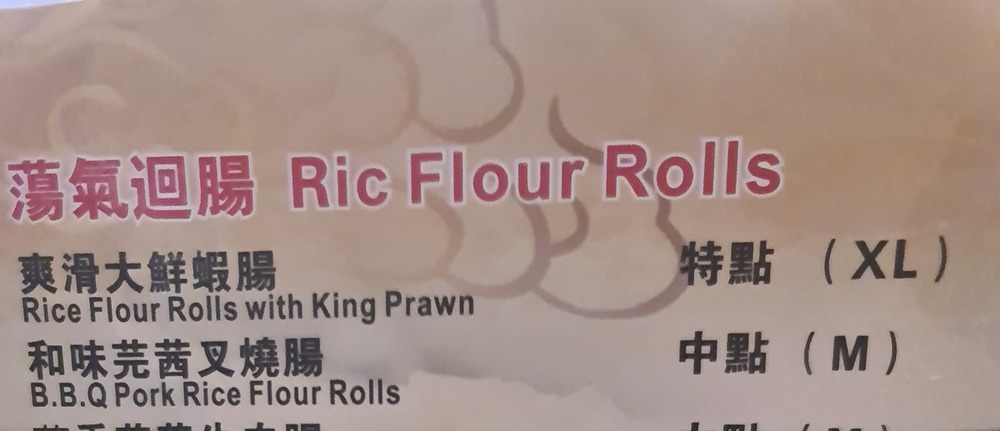 蕩氣迴腸 Ric Flour Rolls
爽滑大鮮蝦腸 特點 (XL)
Rice Flour Rolls with King Prawn
和味芫茜叉燒腸 中點 (M)
B.B.Q Pork Rice Flour Rolls